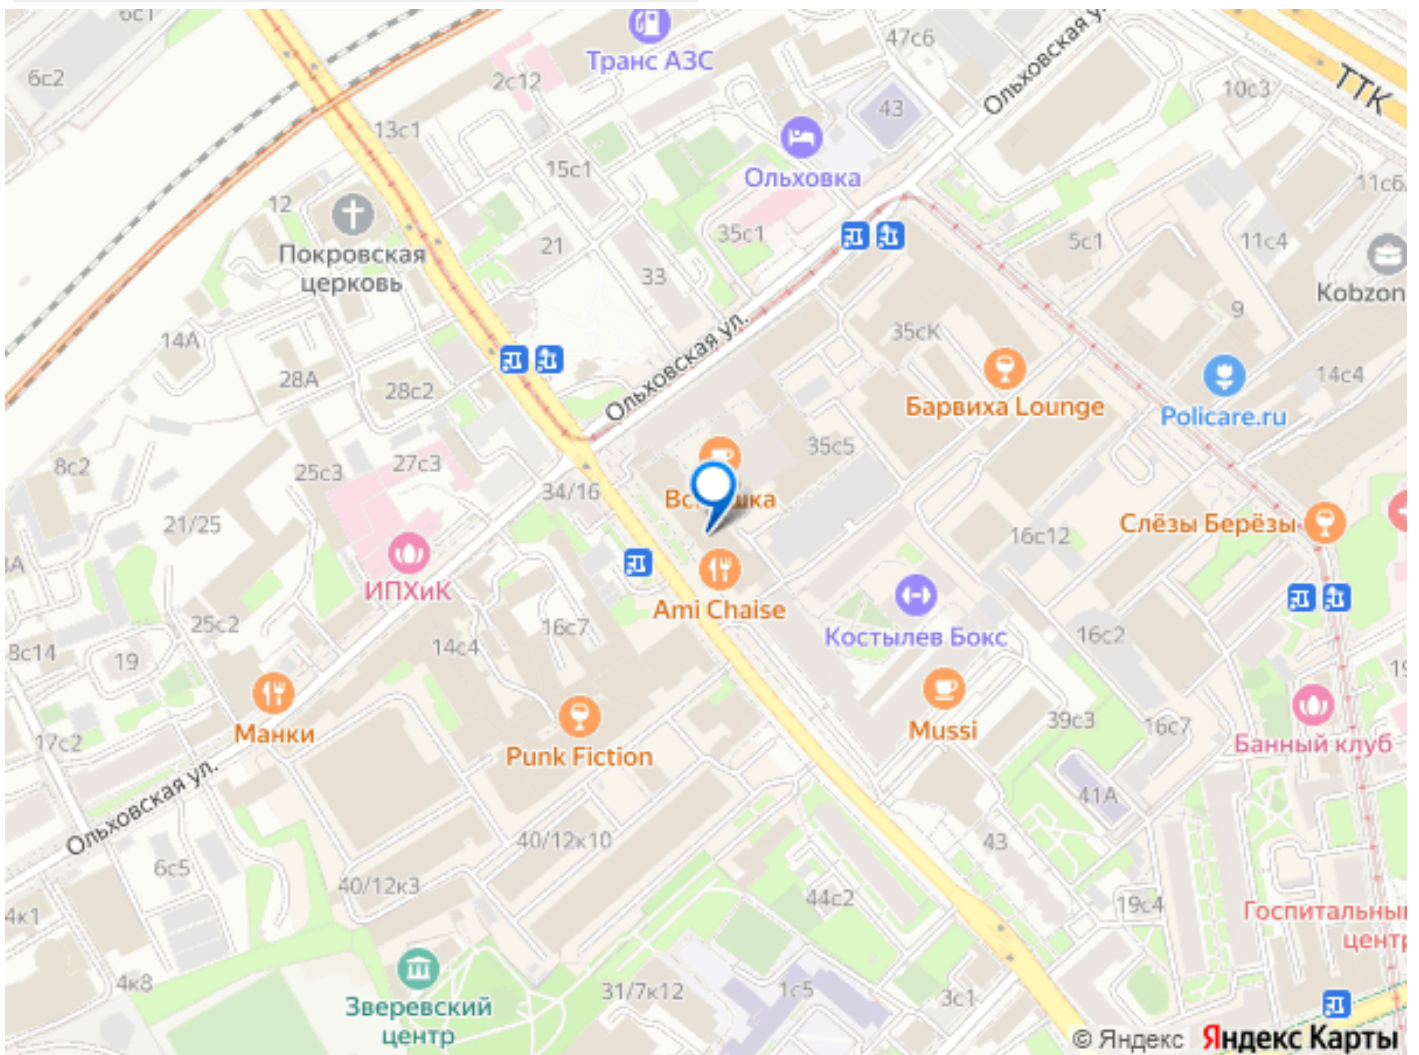 6с2
Транс АЗС
47с6
Ольховская ул.
ТТК
2с12
43
10с3
13с1
15с1
Ольховка
11с6
12
Покровская
церковь
21
35с1
5с1
11с4
33
Kobzon
14А
9
35сК
28А
28с2
Ольховская ул.
Барвиха Lounge
14с4
Policare.ru
8с2
25с3
27с3
35с5
34/16
21/25
Слёзы Берёзы
16с12
ИПХиК
Ami Chaise
25с2
16с7
Костылев Бокс
16с2
8с14
19
14с4
Манки
Mussi
39с3
16с7
17с2
Punk Fiction
Банный клуб
Ольховская ул.
41А
40/12к10
43
6с5
40/12к3
44с2
19с4
4к1
Госпитальный
центр
4к8
Зверевский
центр
31/7к12
1с5
3с1
© Яндекс Яндекс Карты